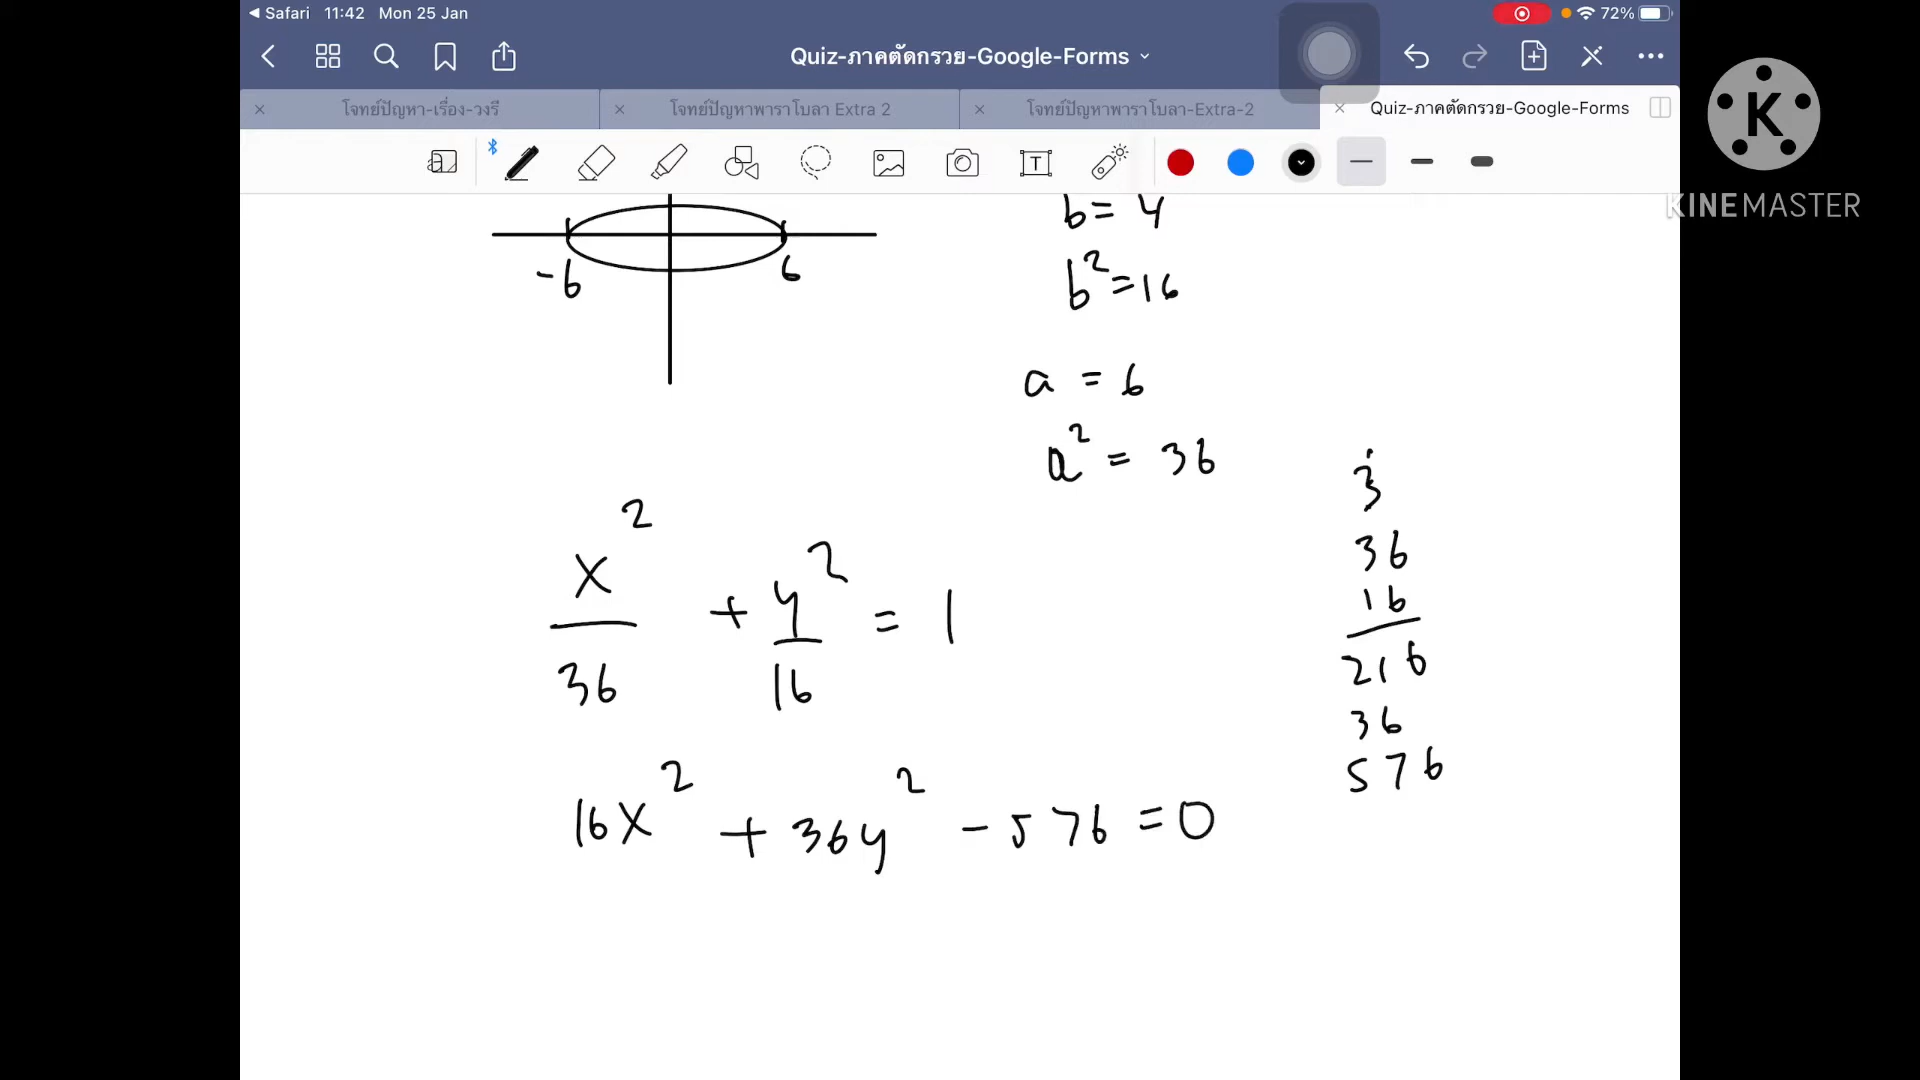 Safari 11:42 Mon 25 Jan 72%
Quiz-ภาคตัดกรวย-Google-Forms
โจทย์ปัญหา-เรื่อง-วงรี
โจทย์ปัญหาพาราโบลา Extra 2
โจทย์ปัญหาพาราโบลา-Extra-2
Quiz-ภาคตัดกรวย-Google-Forms
K
KINEMASTER
T
b = 4
-6 6
b² = 16
a = 6
a² = 36
3
36
16
216
36
576
x²/36 + y²/16 = 1
16x² + 36y² - 576 = 0